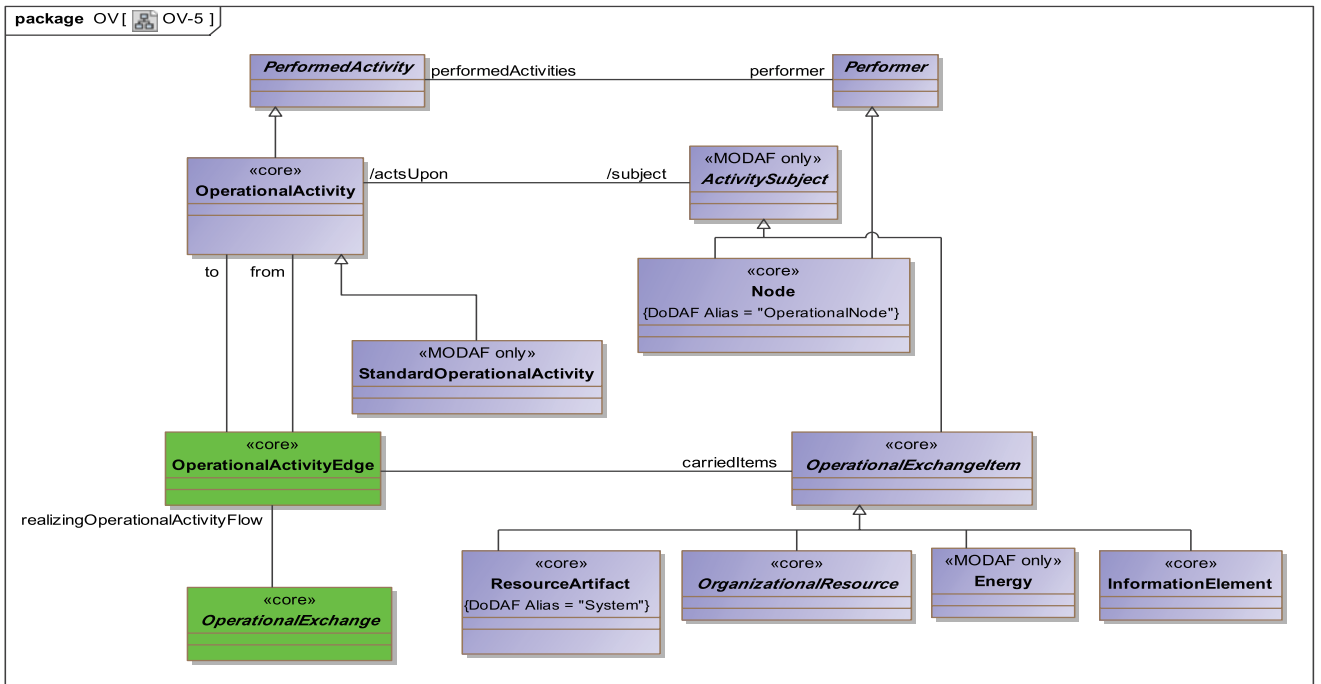 package OV [ OV-5 ]
PerformedActivity
performedActivities
performer
Performer
«core»
OperationalActivity
/actsUpon
/subject
«MODAF only»
ActivitySubject
to
from
«core»
Node
{DoDAF Alias = "OperationalNode"}
«MODAF only»
StandardOperationalActivity
«core»
OperationalActivityEdge
carriedItems
«core»
OperationalExchangeItem
realizingOperationalActivityFlow
«core»
OperationalExchange
«core»
ResourceArtifact
{DoDAF Alias = "System"}
«core»
OrganizationalResource
«MODAF only»
Energy
«core»
InformationElement